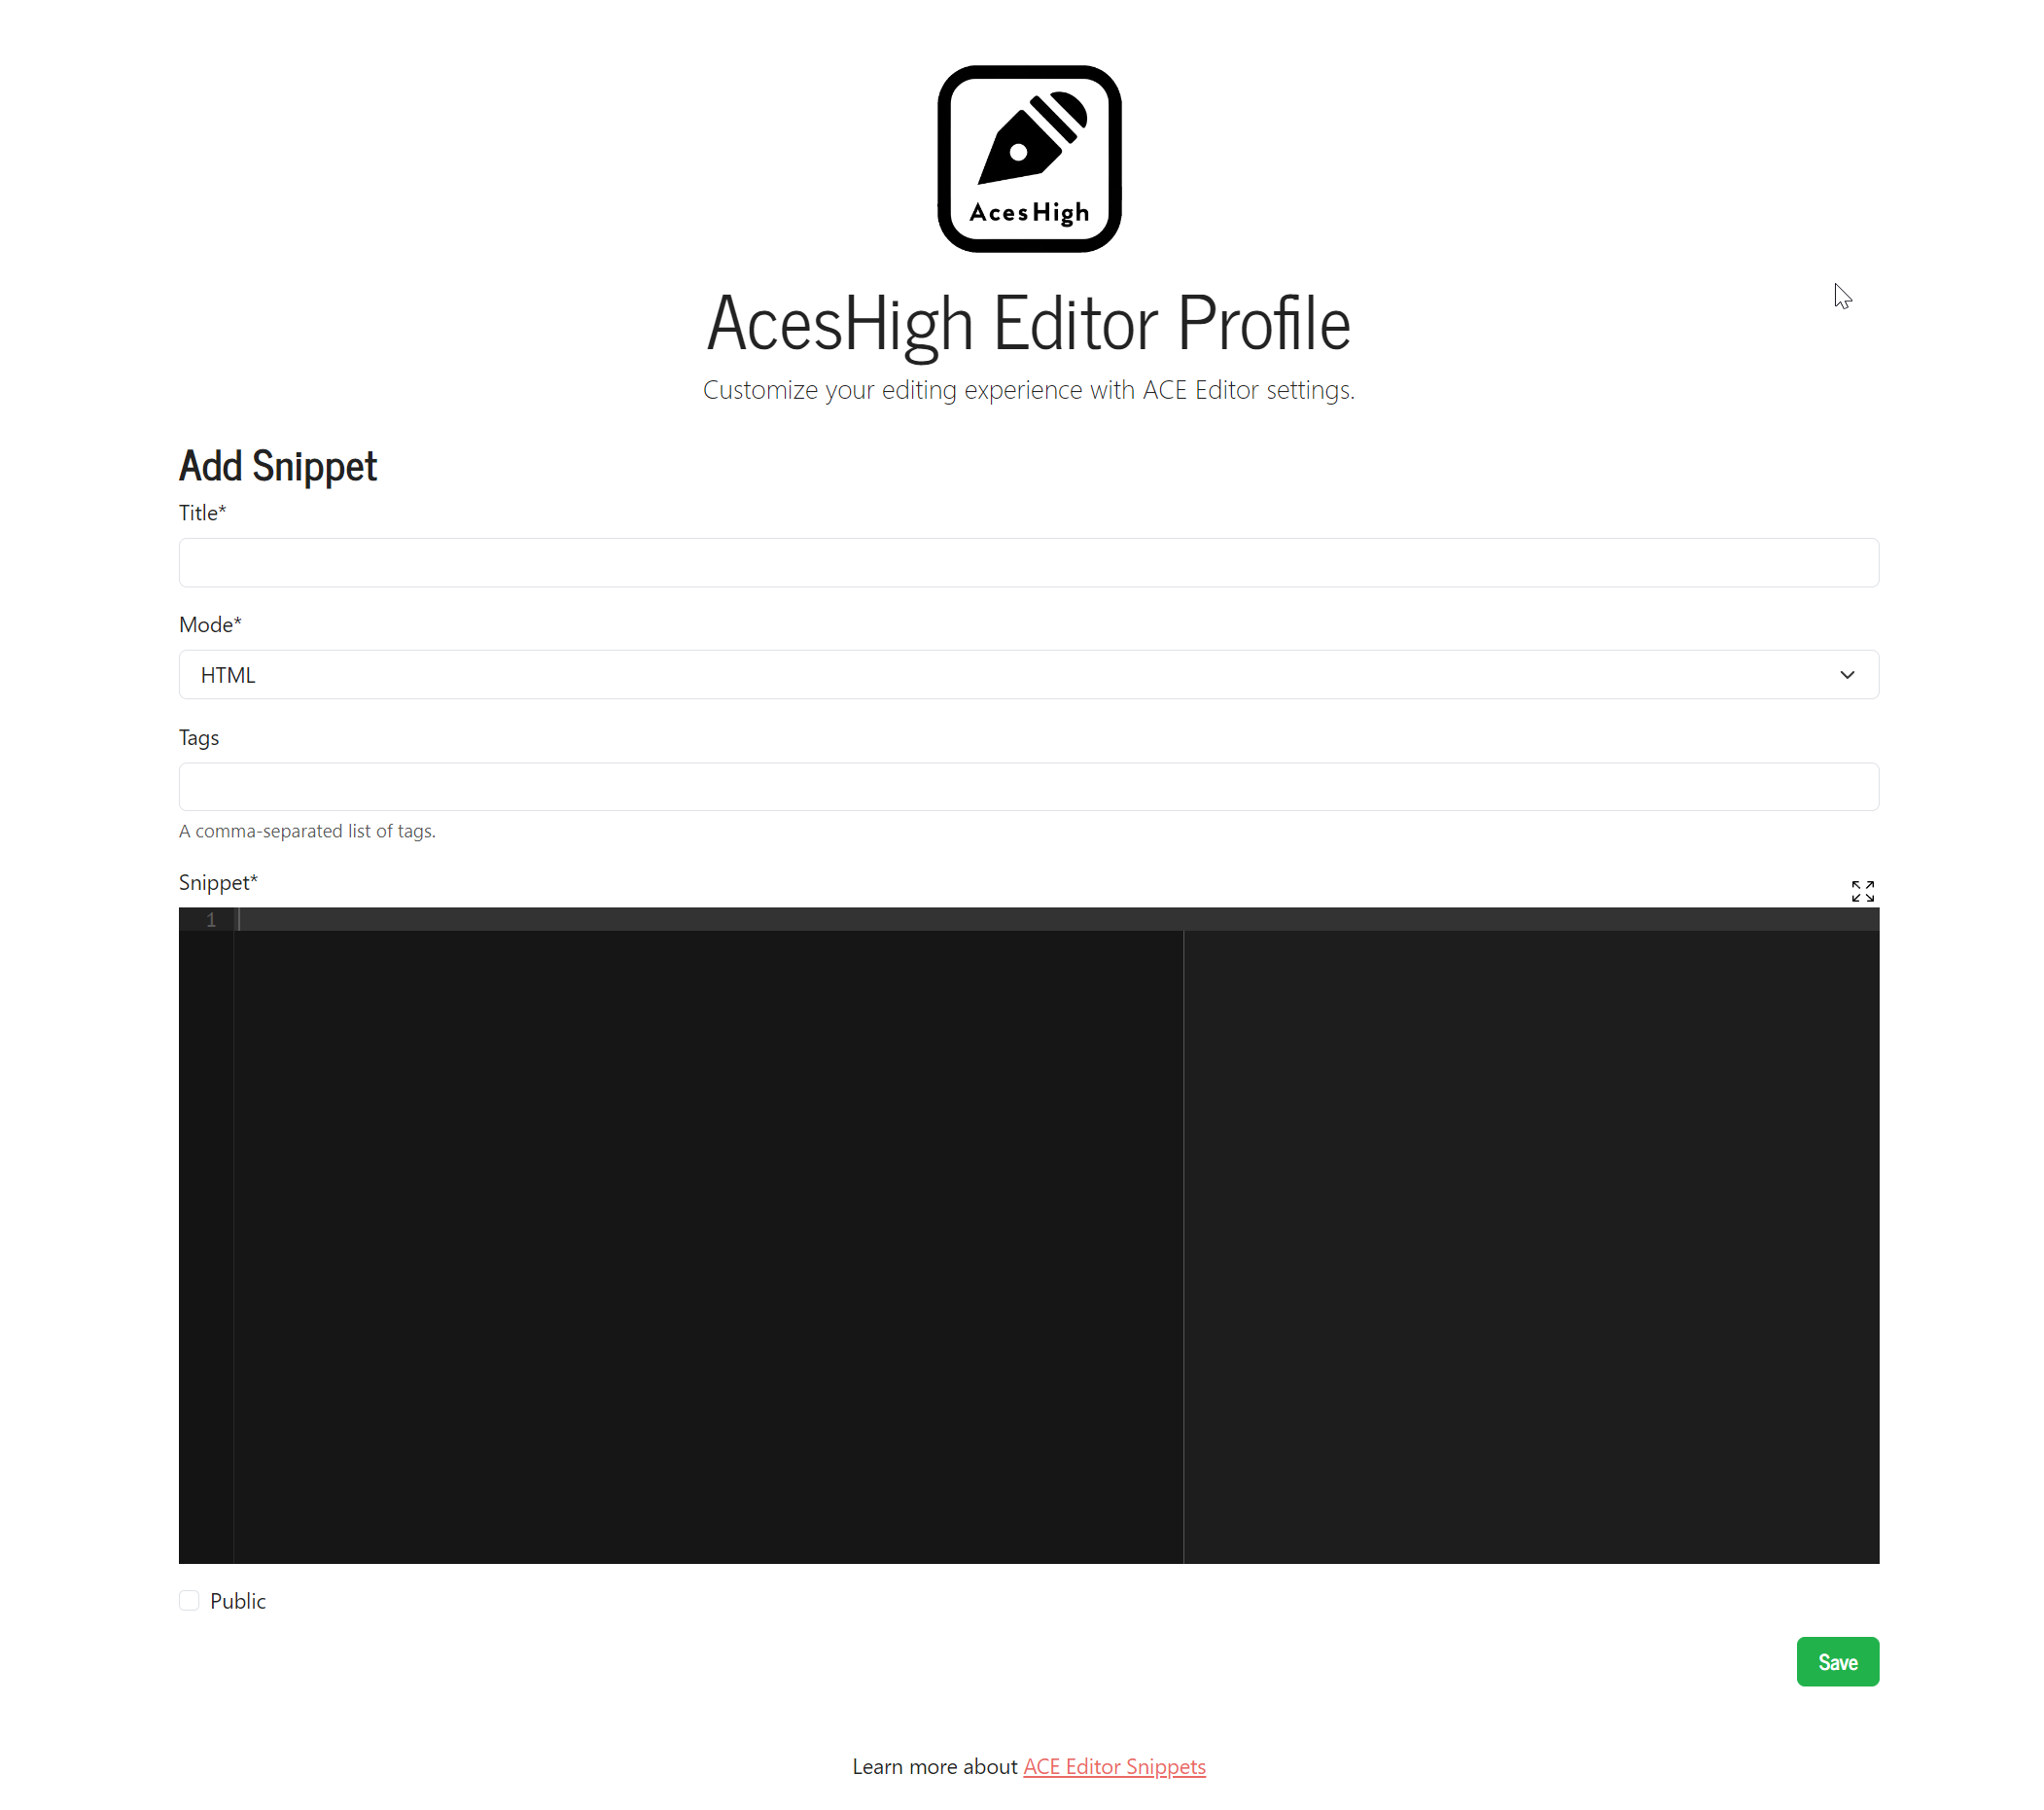 AcesHigh
AcesHigh Editor Profile
Customize your editing experience with ACE Editor settings.
Add Snippet
Title*
Mode*
HTML
Tags
A comma-separated list of tags.
Snippet*
1
Public
Save
Learn more about ACE Editor Snippets